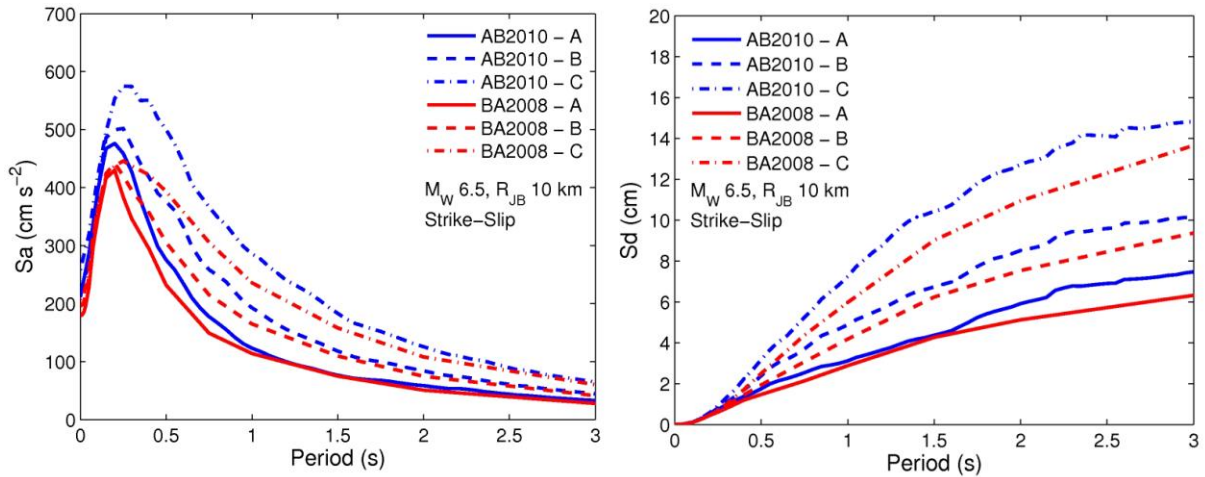 700
600
500
400
300
200
100
0
Sa (cm s⁻²)
0 0.5 1 1.5 2 2.5 3
Period (s)
AB2010 − A
AB2010 − B
AB2010 − C
BA2008 − A
BA2008 − B
BA2008 − C
M_W 6.5, R_JB 10 km
Strike−Slip
20
18
16
14
12
10
8
6
4
2
0
Sd (cm)
0 0.5 1 1.5 2 2.5 3
Period (s)
AB2010 − A
AB2010 − B
AB2010 − C
BA2008 − A
BA2008 − B
BA2008 − C
M_W 6.5, R_JB 10 km
Strike−Slip